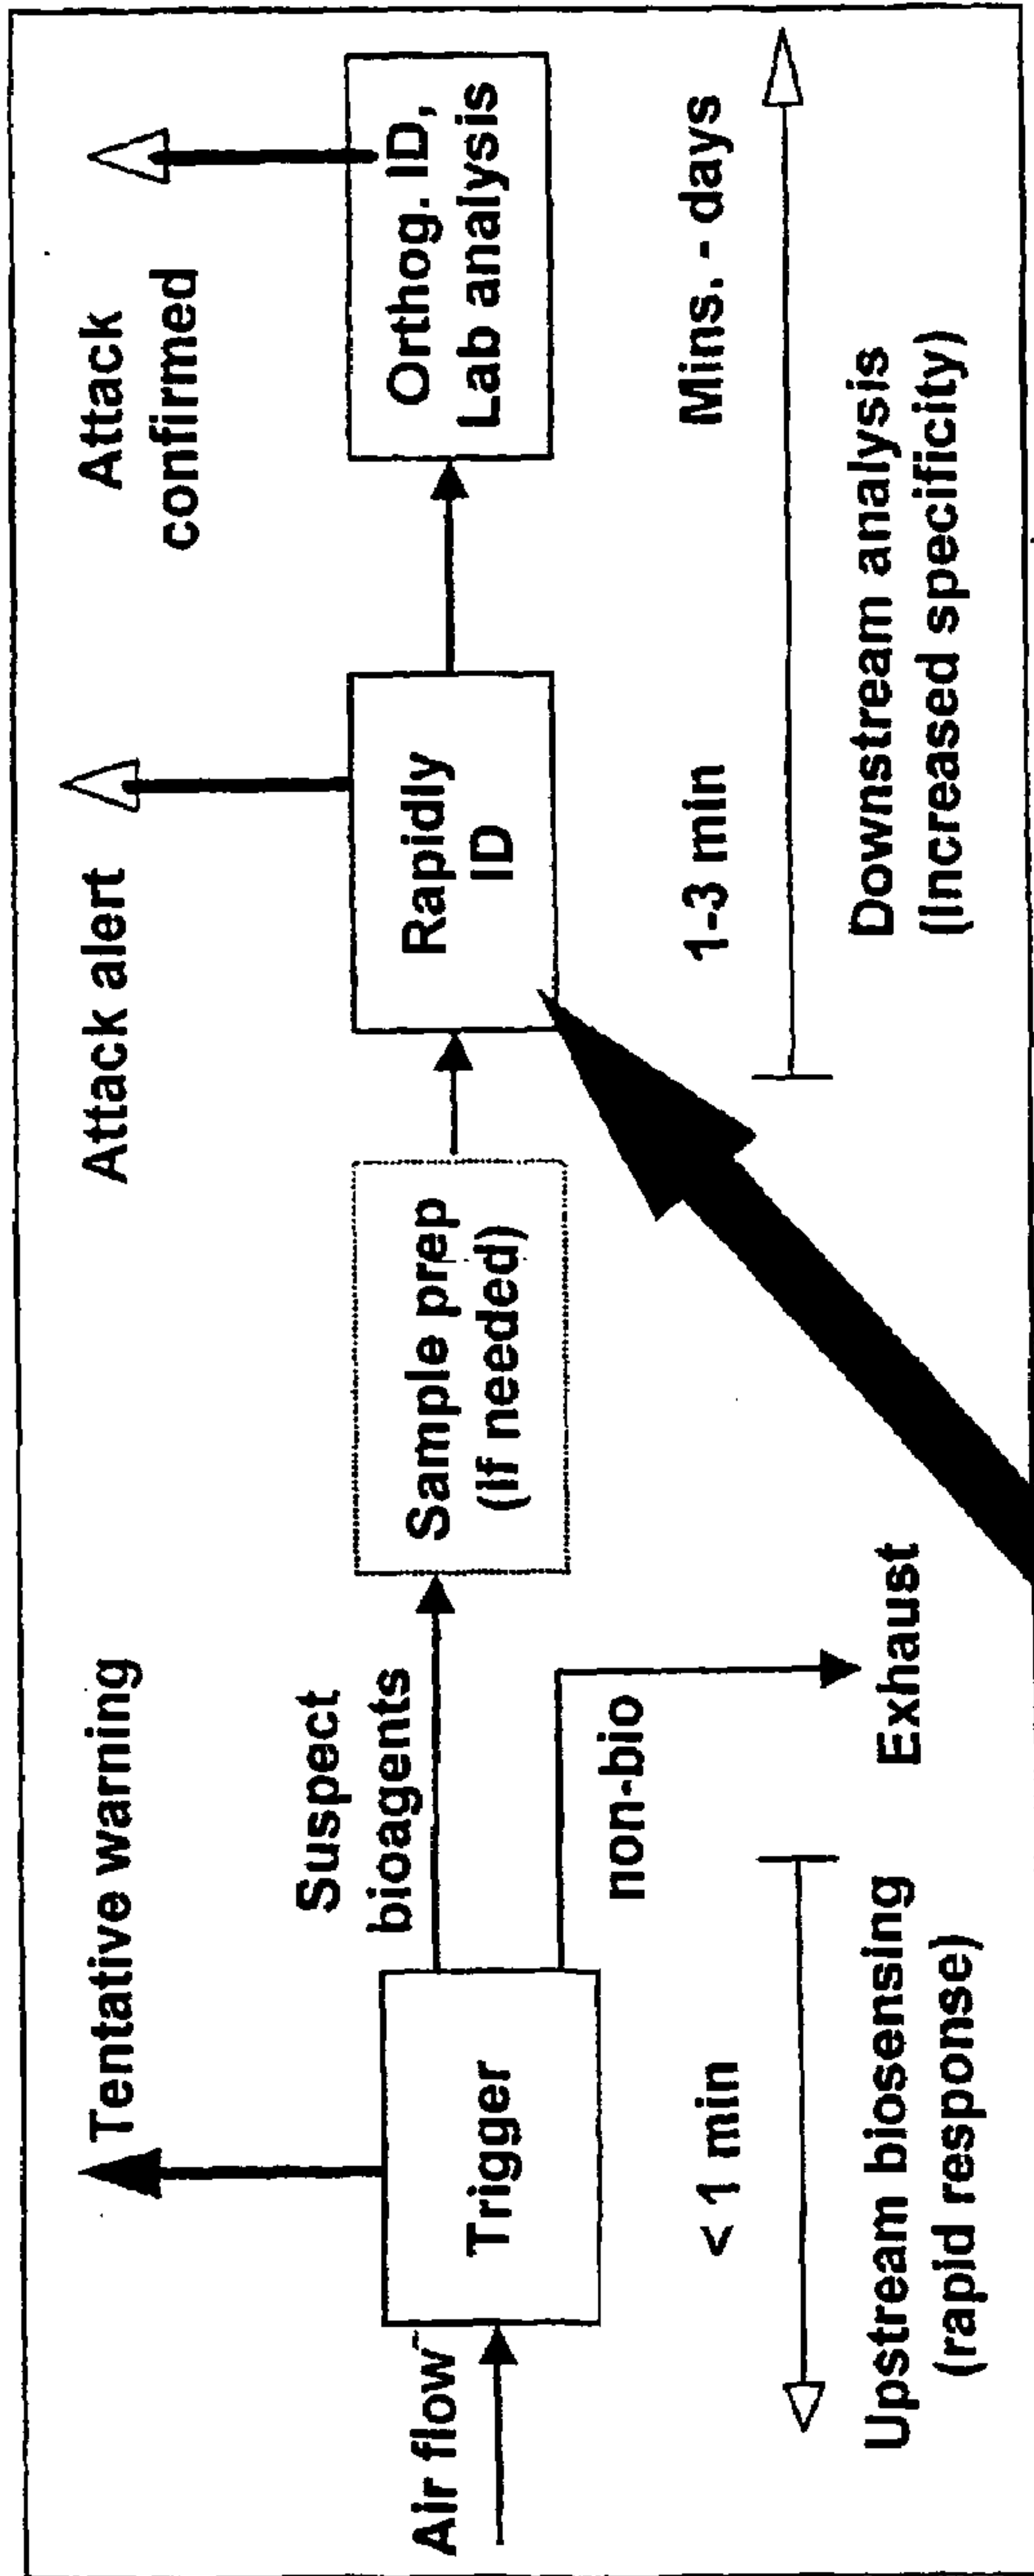 Tentative warning
Attack alert
Attack
confirmed
Air flow
Trigger
Suspect
bioagents
non-bio
Exhaust
Sample prep
(If needed)
Rapidly
ID
Orthog. ID,
Lab analysis
< 1 min
1-3 min
Mins. - days
Upstream biosensing
(rapid response)
Downstream analysis
(Increased specificity)